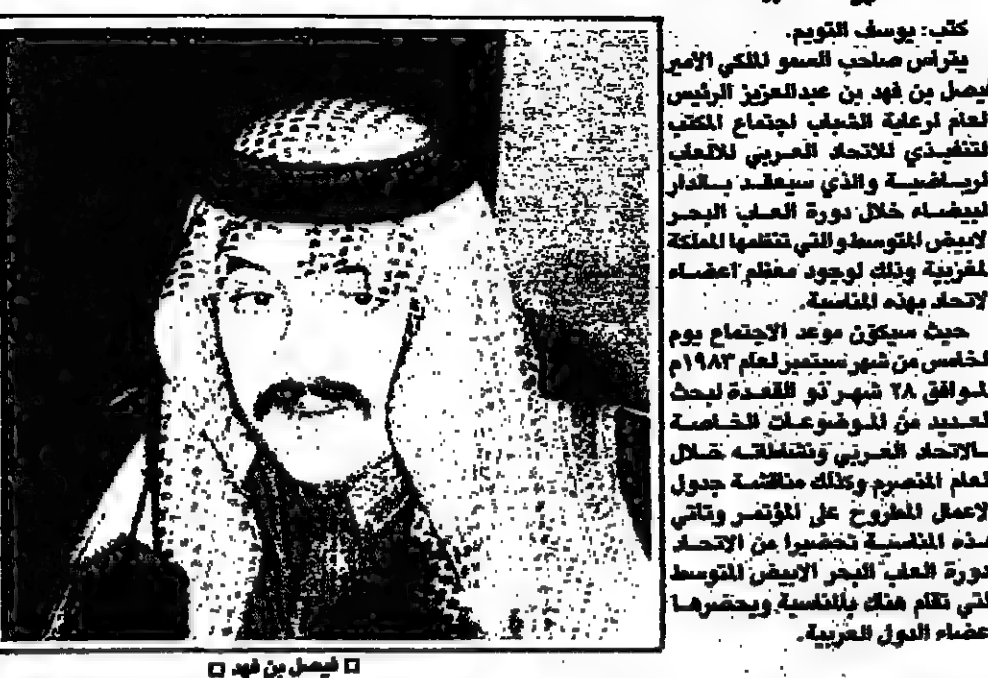 كتب: يوسف التويم.
يتراس صاحب السمو الملكي الأمير
فيصل بن فهد بن عبدالعزيز الرئيس
العام لرعاية الشباب اجتماع المكتب
التنفيذي للاتحاد العربي للالعاب
الرياضية والذي سيعقد بالدار
البيضاء خلال دورة العاب البحر
الابيض المتوسط والتي تنظمها المملكة
المغربية وذلك لوجود معظم اعضاء
الاتحاد بهذه المناسبة.
حيث سيكون موعد الاجتماع يوم
الخامس من شهر سبتمبر لعام ١٩٨٣م
الموافق ٢٨ شهر ذو القعدة لبحث
العديد من الموضوعات الخاصة
بالاتحاد العربي ونشاطاته خلال
العام المنصرم وكذلك مناقشة جدول
الاعمال المطروح على المؤتمر وتاتي
هذه المناسبة تحضيرا من الاتحاد
لدورة العاب البحر الابيض المتوسط
التي تقام هناك بالمناسبة ويحضرها
اعضاء الدول العربية.
فيصل بن فهد